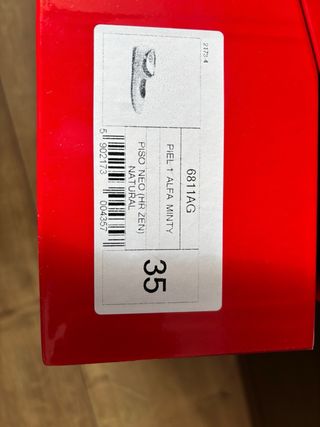 2173-4
6811AG
PIEL 1 ALFA MINTY
PISO NEO (HR ZEN)
NATURAL
35
5 902173 004357